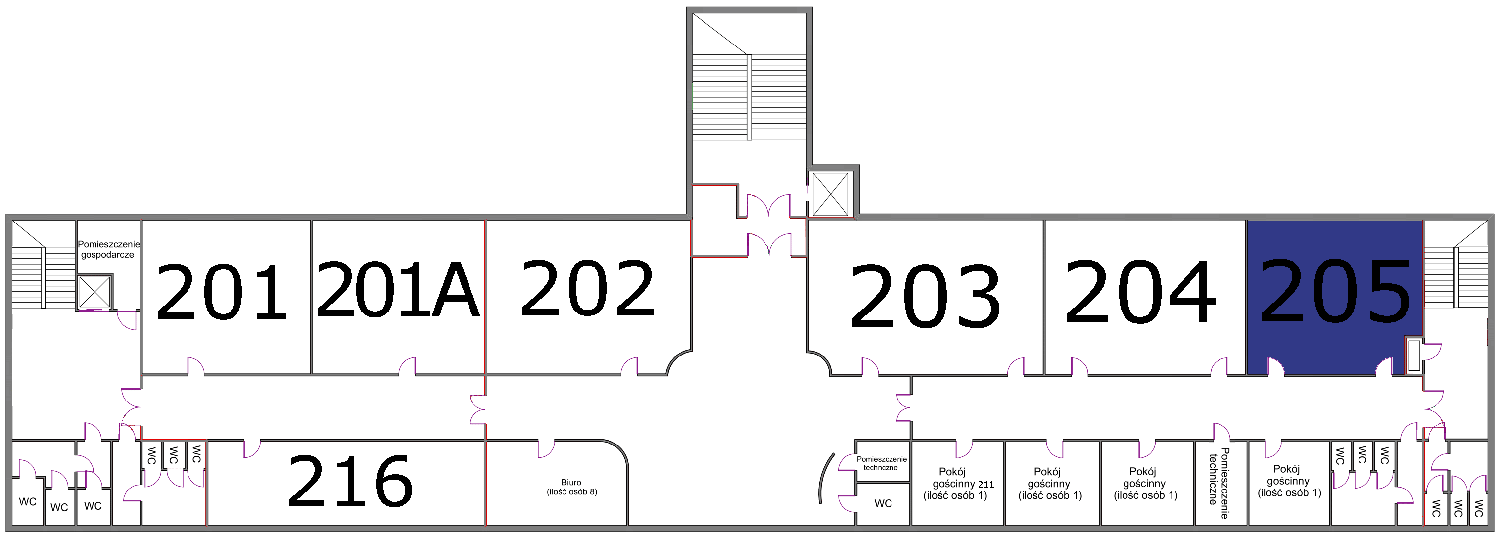 Pomieszczenie
gospodarcze
201
201A
202
203
204
205
216
WC
WC
WC
WC
WC
WC
Biuro
(ilość osób 8)
Pomieszczenie
techniczne
WC
Pokój
gościnny 211
(ilość osób 1)
Pokój
gościnny
(ilość osób 1)
Pokój
gościnny
(ilość osób 1)
Pomieszczenie
techniczne
Pokój
gościnny
(ilość osób 1)
WC
WC
WC
WC
WC
WC